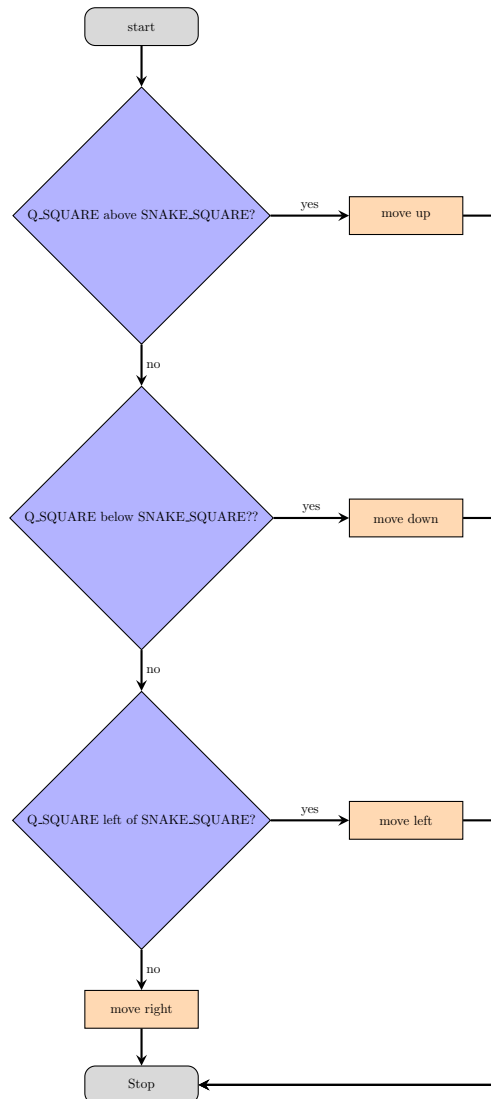 start
Q_SQUARE above SNAKE_SQUARE?
yes
move up
no
Q_SQUARE below SNAKE_SQUARE??
yes
move down
no
Q_SQUARE left of SNAKE_SQUARE?
yes
move left
no
move right
Stop